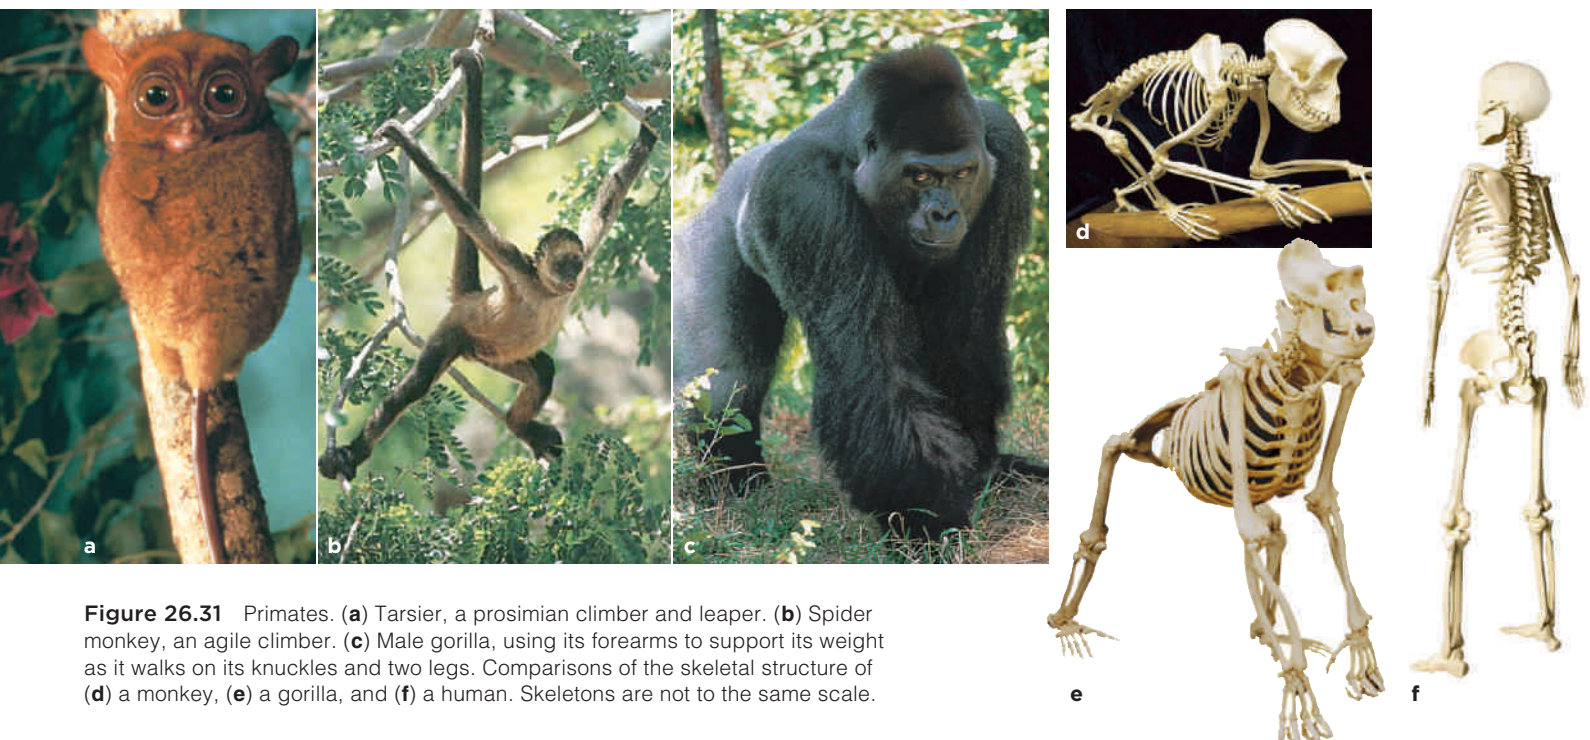 a
b
c
d
e
f
Figure 26.31 Primates. (a) Tarsier, a prosimian climber and leaper. (b) Spider
monkey, an agile climber. (c) Male gorilla, using its forearms to support its weight
as it walks on its knuckles and two legs. Comparisons of the skeletal structure of
(d) a monkey, (e) a gorilla, and (f) a human. Skeletons are not to the same scale.